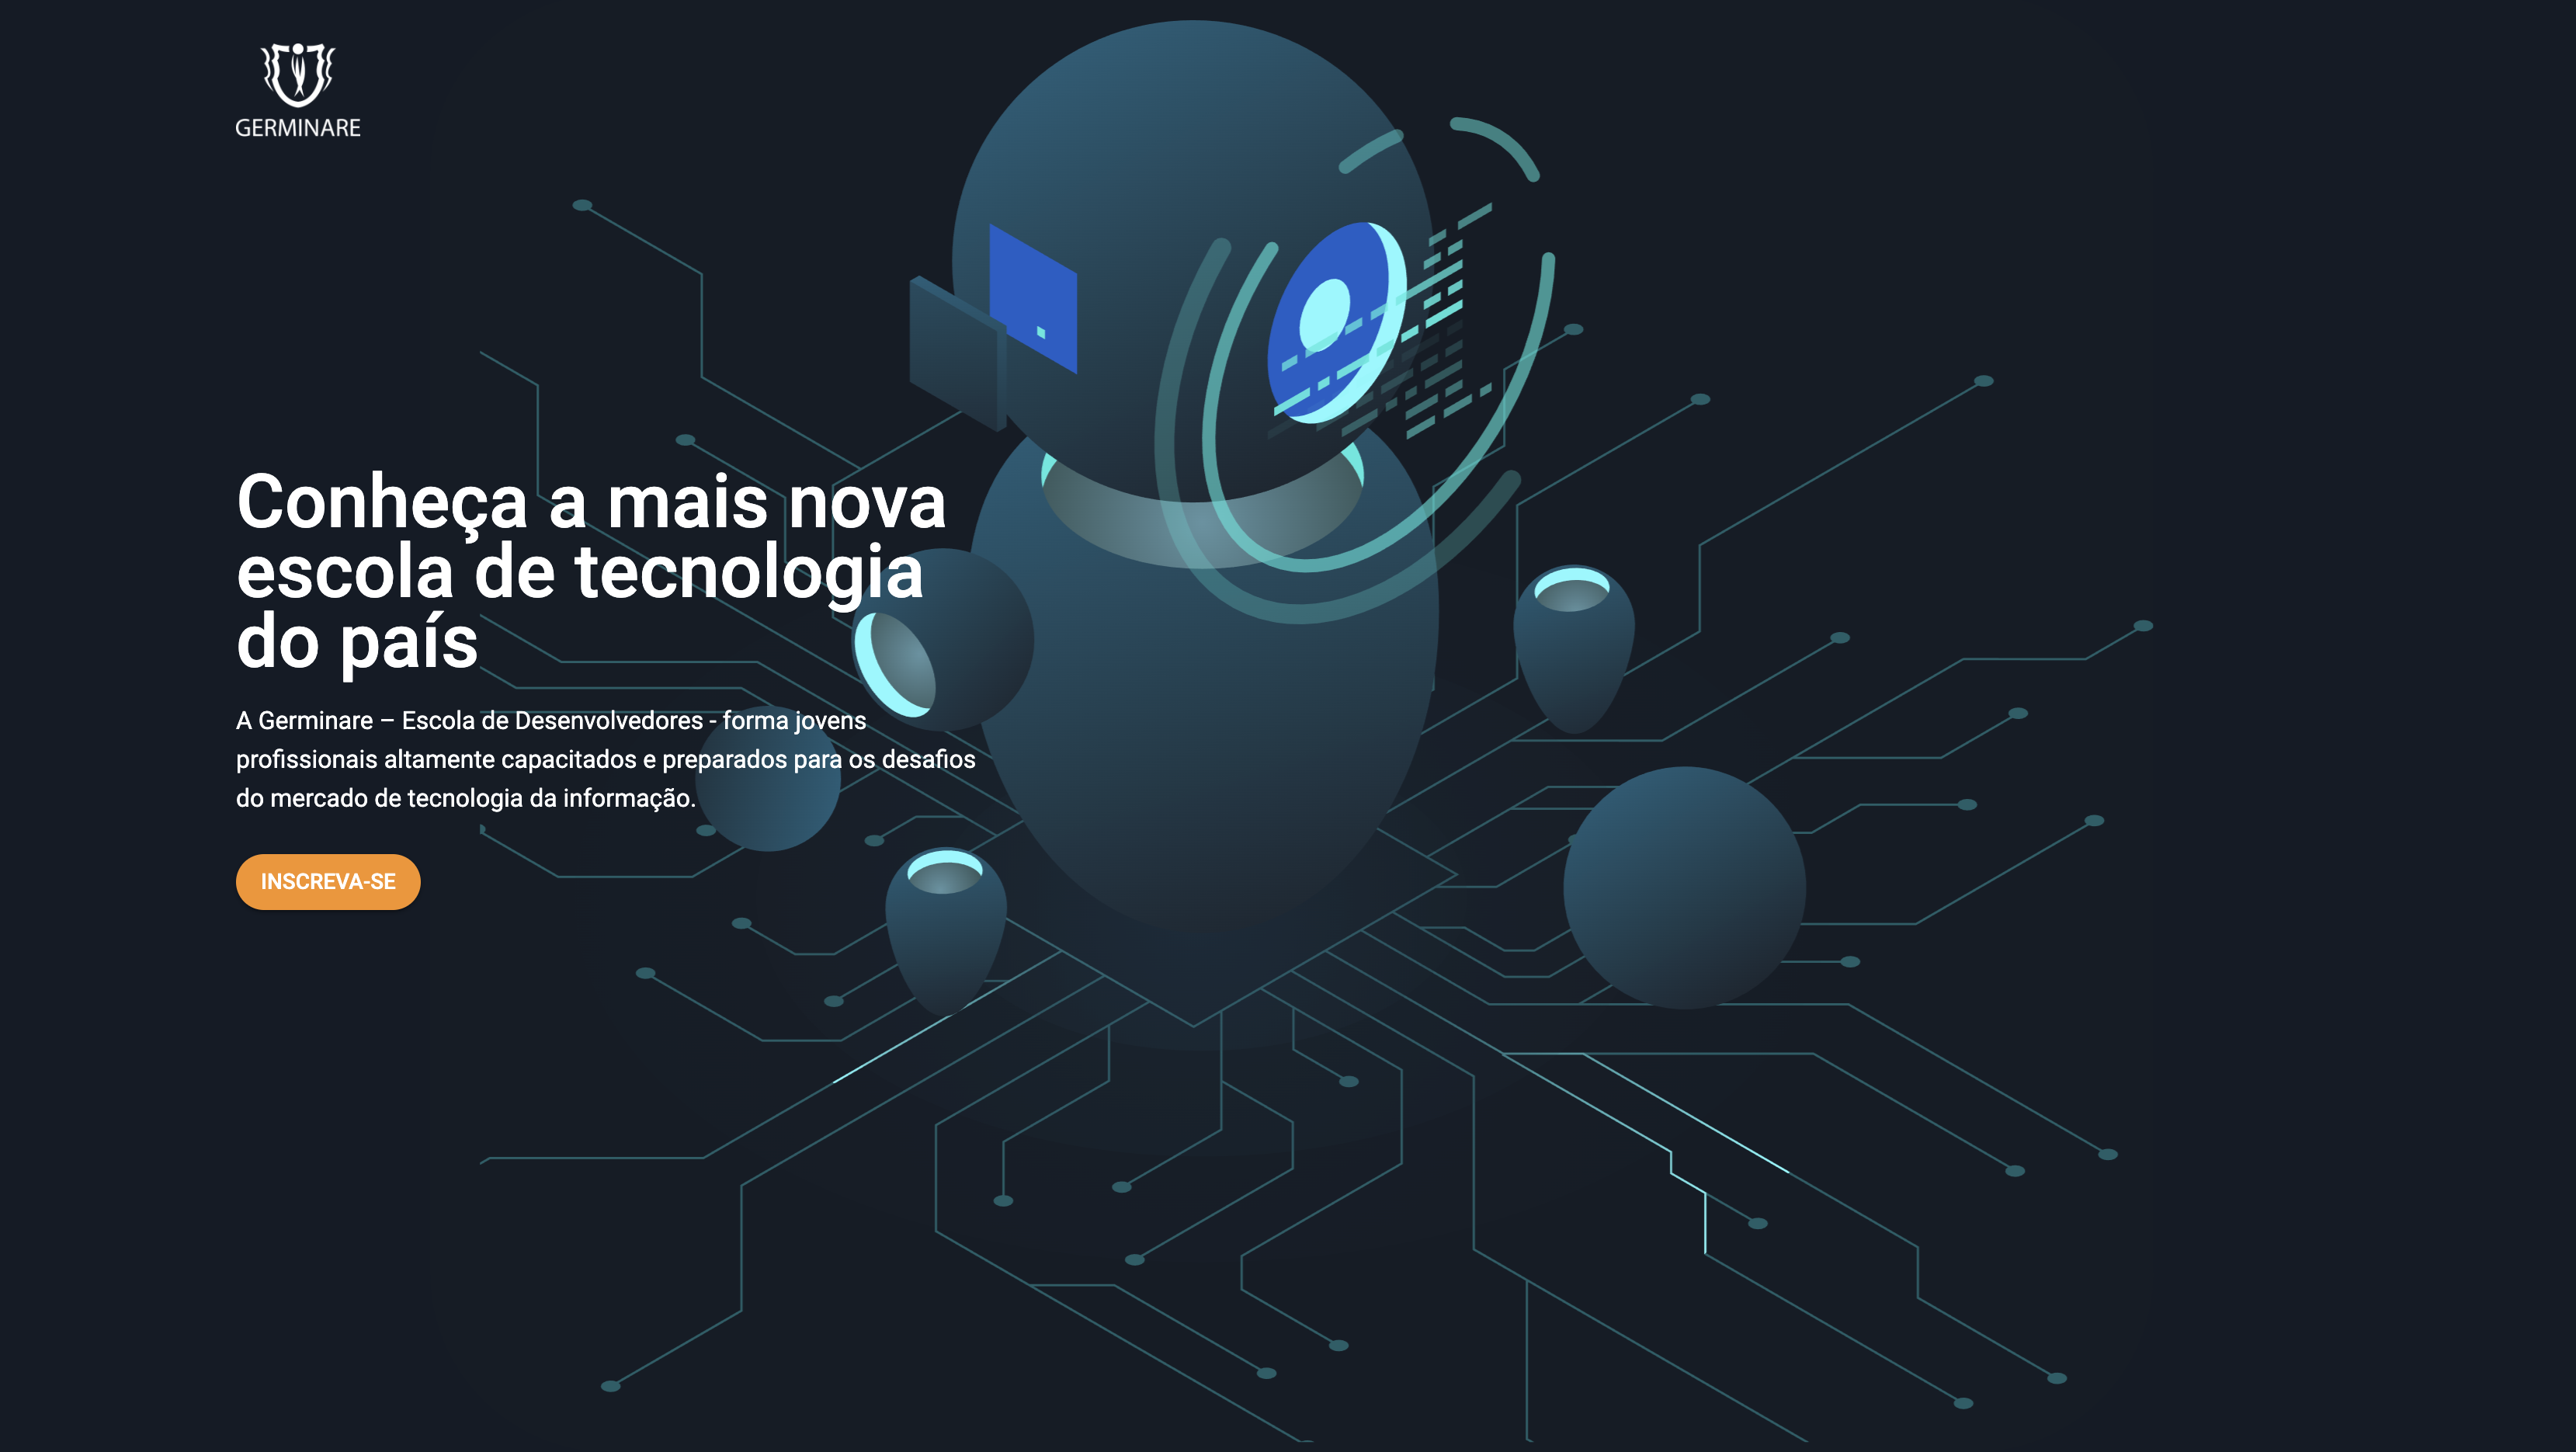 GERMINARE
Conheça a mais nova
escola de tecnologia
do país
A Germinare – Escola de Desenvolvedores - forma jovens
profissionais altamente capacitados e preparados para os desafios
do mercado de tecnologia da informação.
INSCREVA-SE